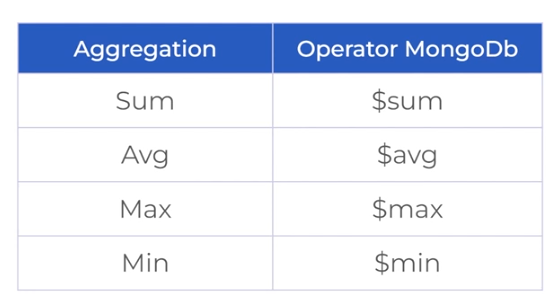 Aggregation Operator MongoDb
Sum $sum
Avg $avg
Max $max
Min $min